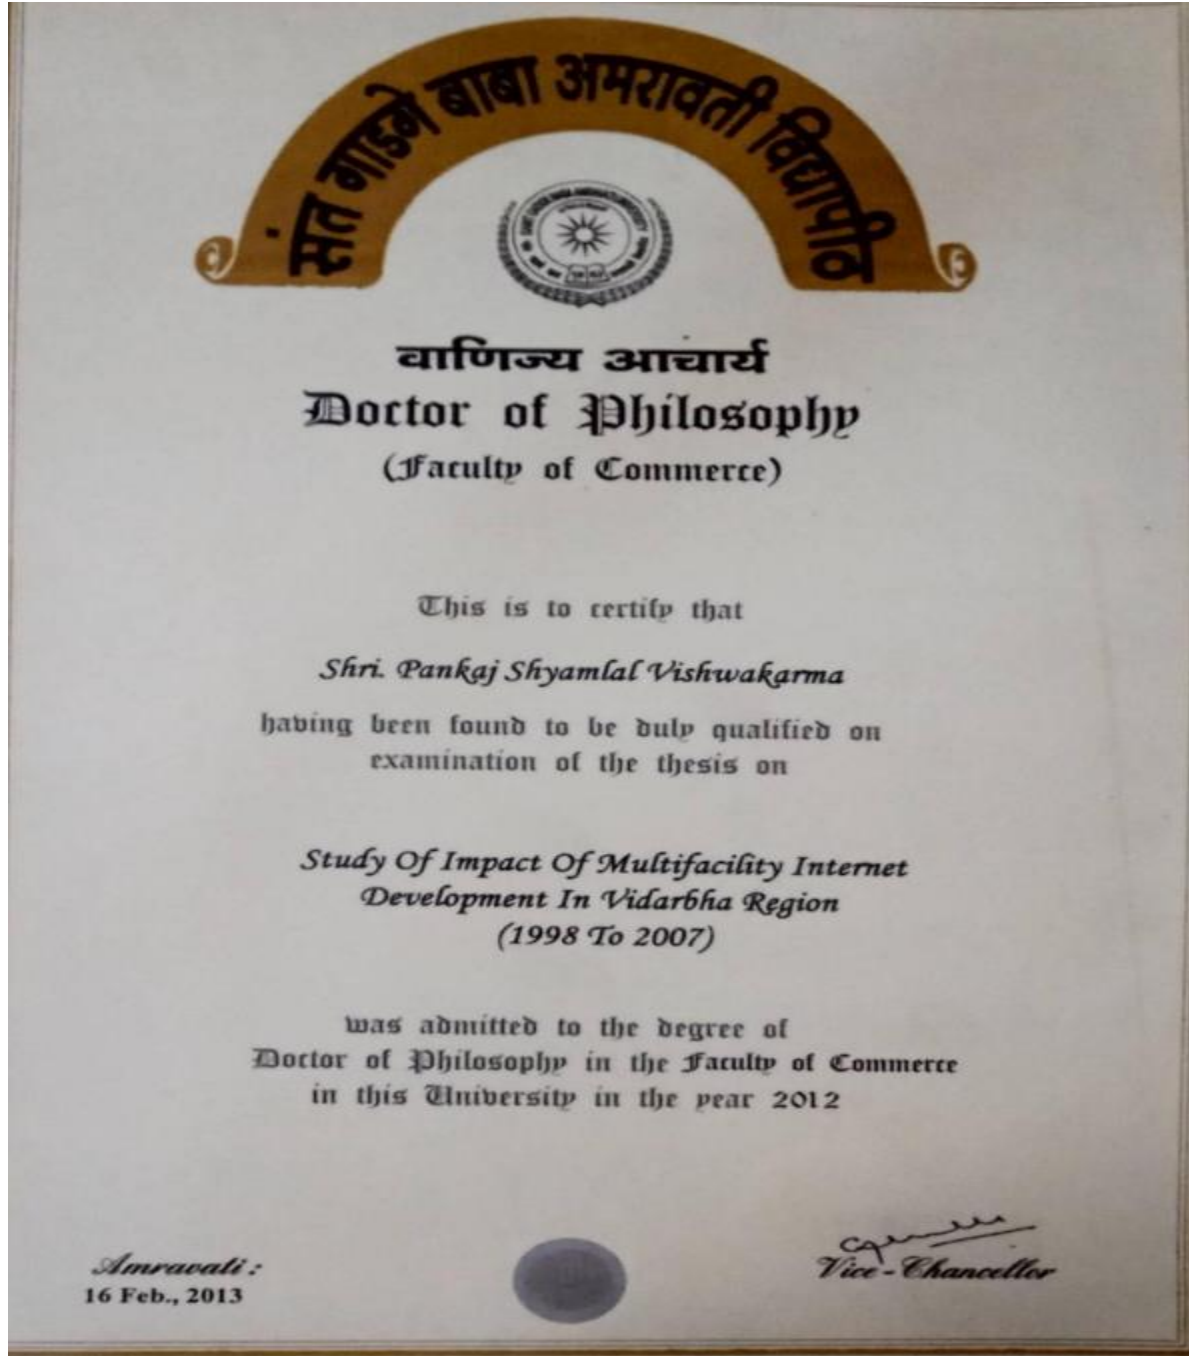 संत गाडगे बाबा अमरावती विद्यापीठ
वाणिज्य आचार्य
Doctor of Philosophy
(Faculty of Commerce)
This is to certify that
Shri. Pankaj Shyamlal Vishwakarma
having been found to be duly qualified on
examination of the thesis on
Study Of Impact Of Multifacility Internet
Development In Vidarbha Region
(1998 To 2007)
was admitted to the degree of
Doctor of Philosophy in the Faculty of Commerce
in this University in the year 2012
Amravati :
16 Feb., 2013
Vice-Chancellor